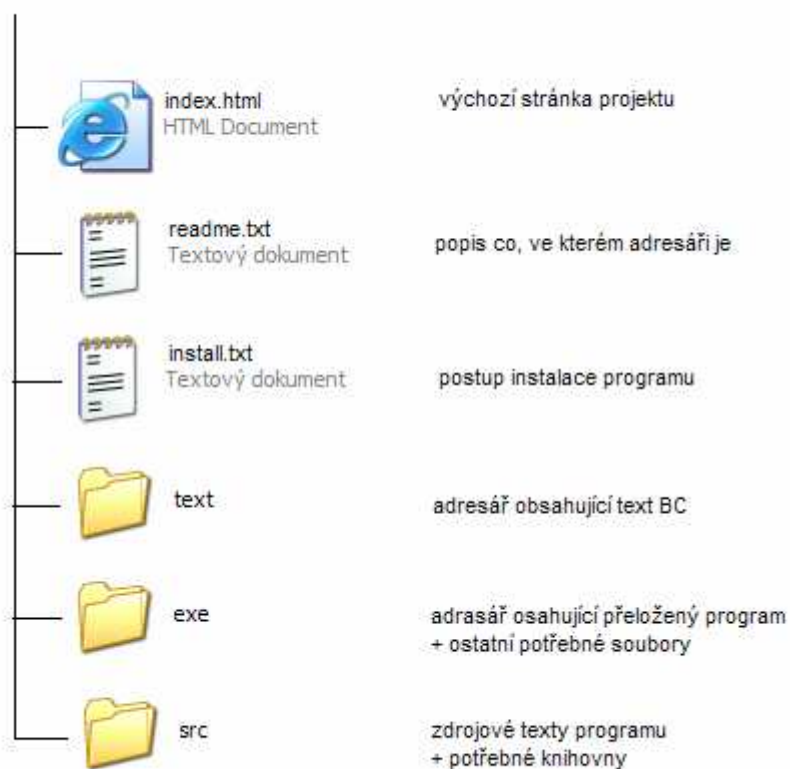 index.html
HTML Document
výchozí stránka projektu
readme.txt
Textový dokument
popis co, ve kterém adresáři je
install.txt
Textový dokument
postup instalace programu
text
adresář obsahující text BC
exe
adrasář osahující přeložený program
+ ostatní potřebné soubory
src
zdrojové texty programu
+ potřebné knihovny